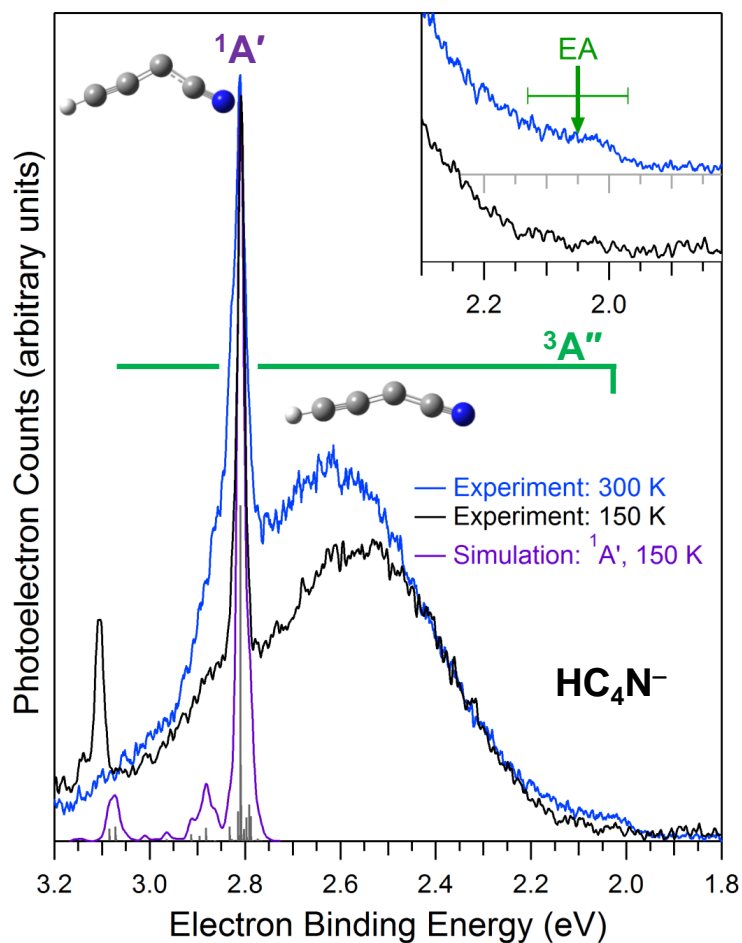 ¹A′
EA
2.2
2.0
³A″
Experiment: 300 K
Experiment: 150 K
Simulation: ¹A', 150 K
HC₄N⁻
Photoelectron Counts (arbitrary units)
3.2
3.0
2.8
2.6
2.4
2.2
2.0
1.8
Electron Binding Energy (eV)